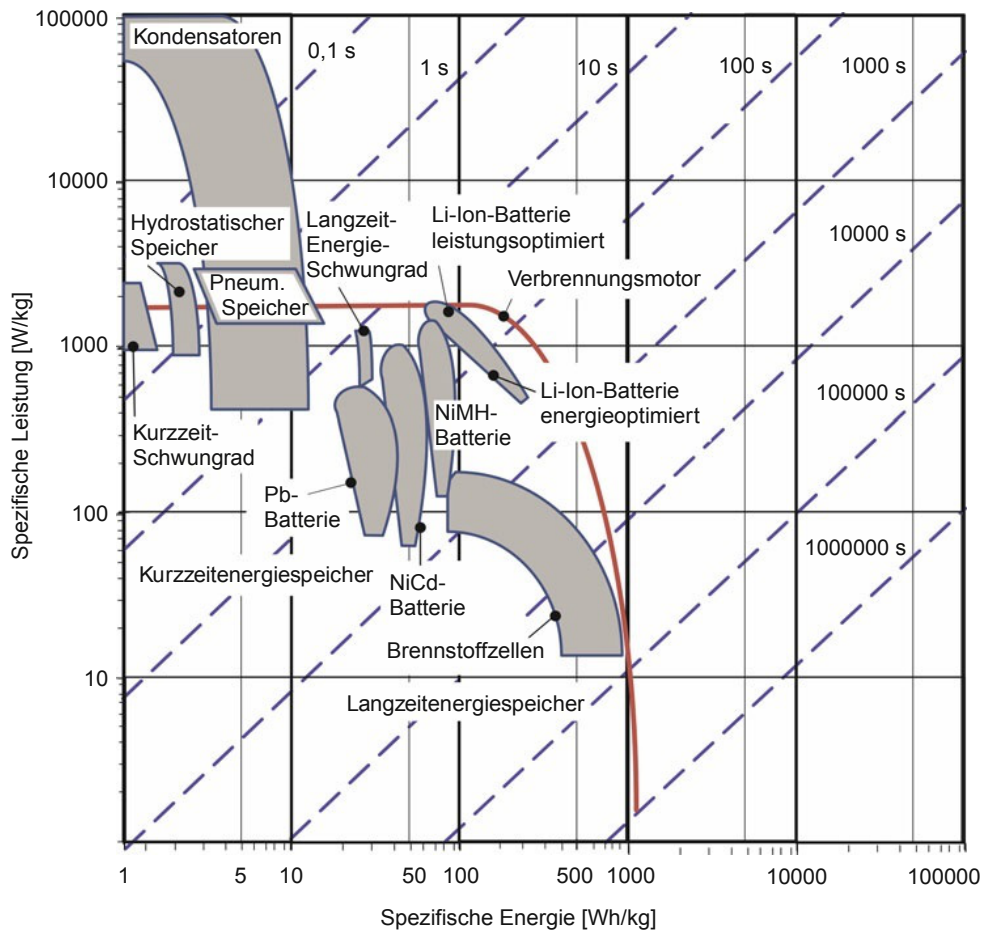 Spezifische Leistung [W/kg]
100000
10000
1000
100
10
Kondensatoren
0,1 s
1 s
10 s
100 s
1000 s
10000 s
100000 s
1000000 s
Hydrostatischer
Speicher
Langzeit-
Energie-
Schwungrad
Li-Ion-Batterie
leistungsoptimiert
Verbrennungsmotor
Pneum.
Speicher
Kurzzeit-
Schwungrad
Li-Ion-Batterie
energieoptimiert
NiMH-
Batterie
Pb-
Batterie
NiCd-
Batterie
Kurzzeitenergiespeicher
Brennstoffzellen
Langzeitenergiespeicher
1
5
10
50
100
500
1000
10000
100000
Spezifische Energie [Wh/kg]